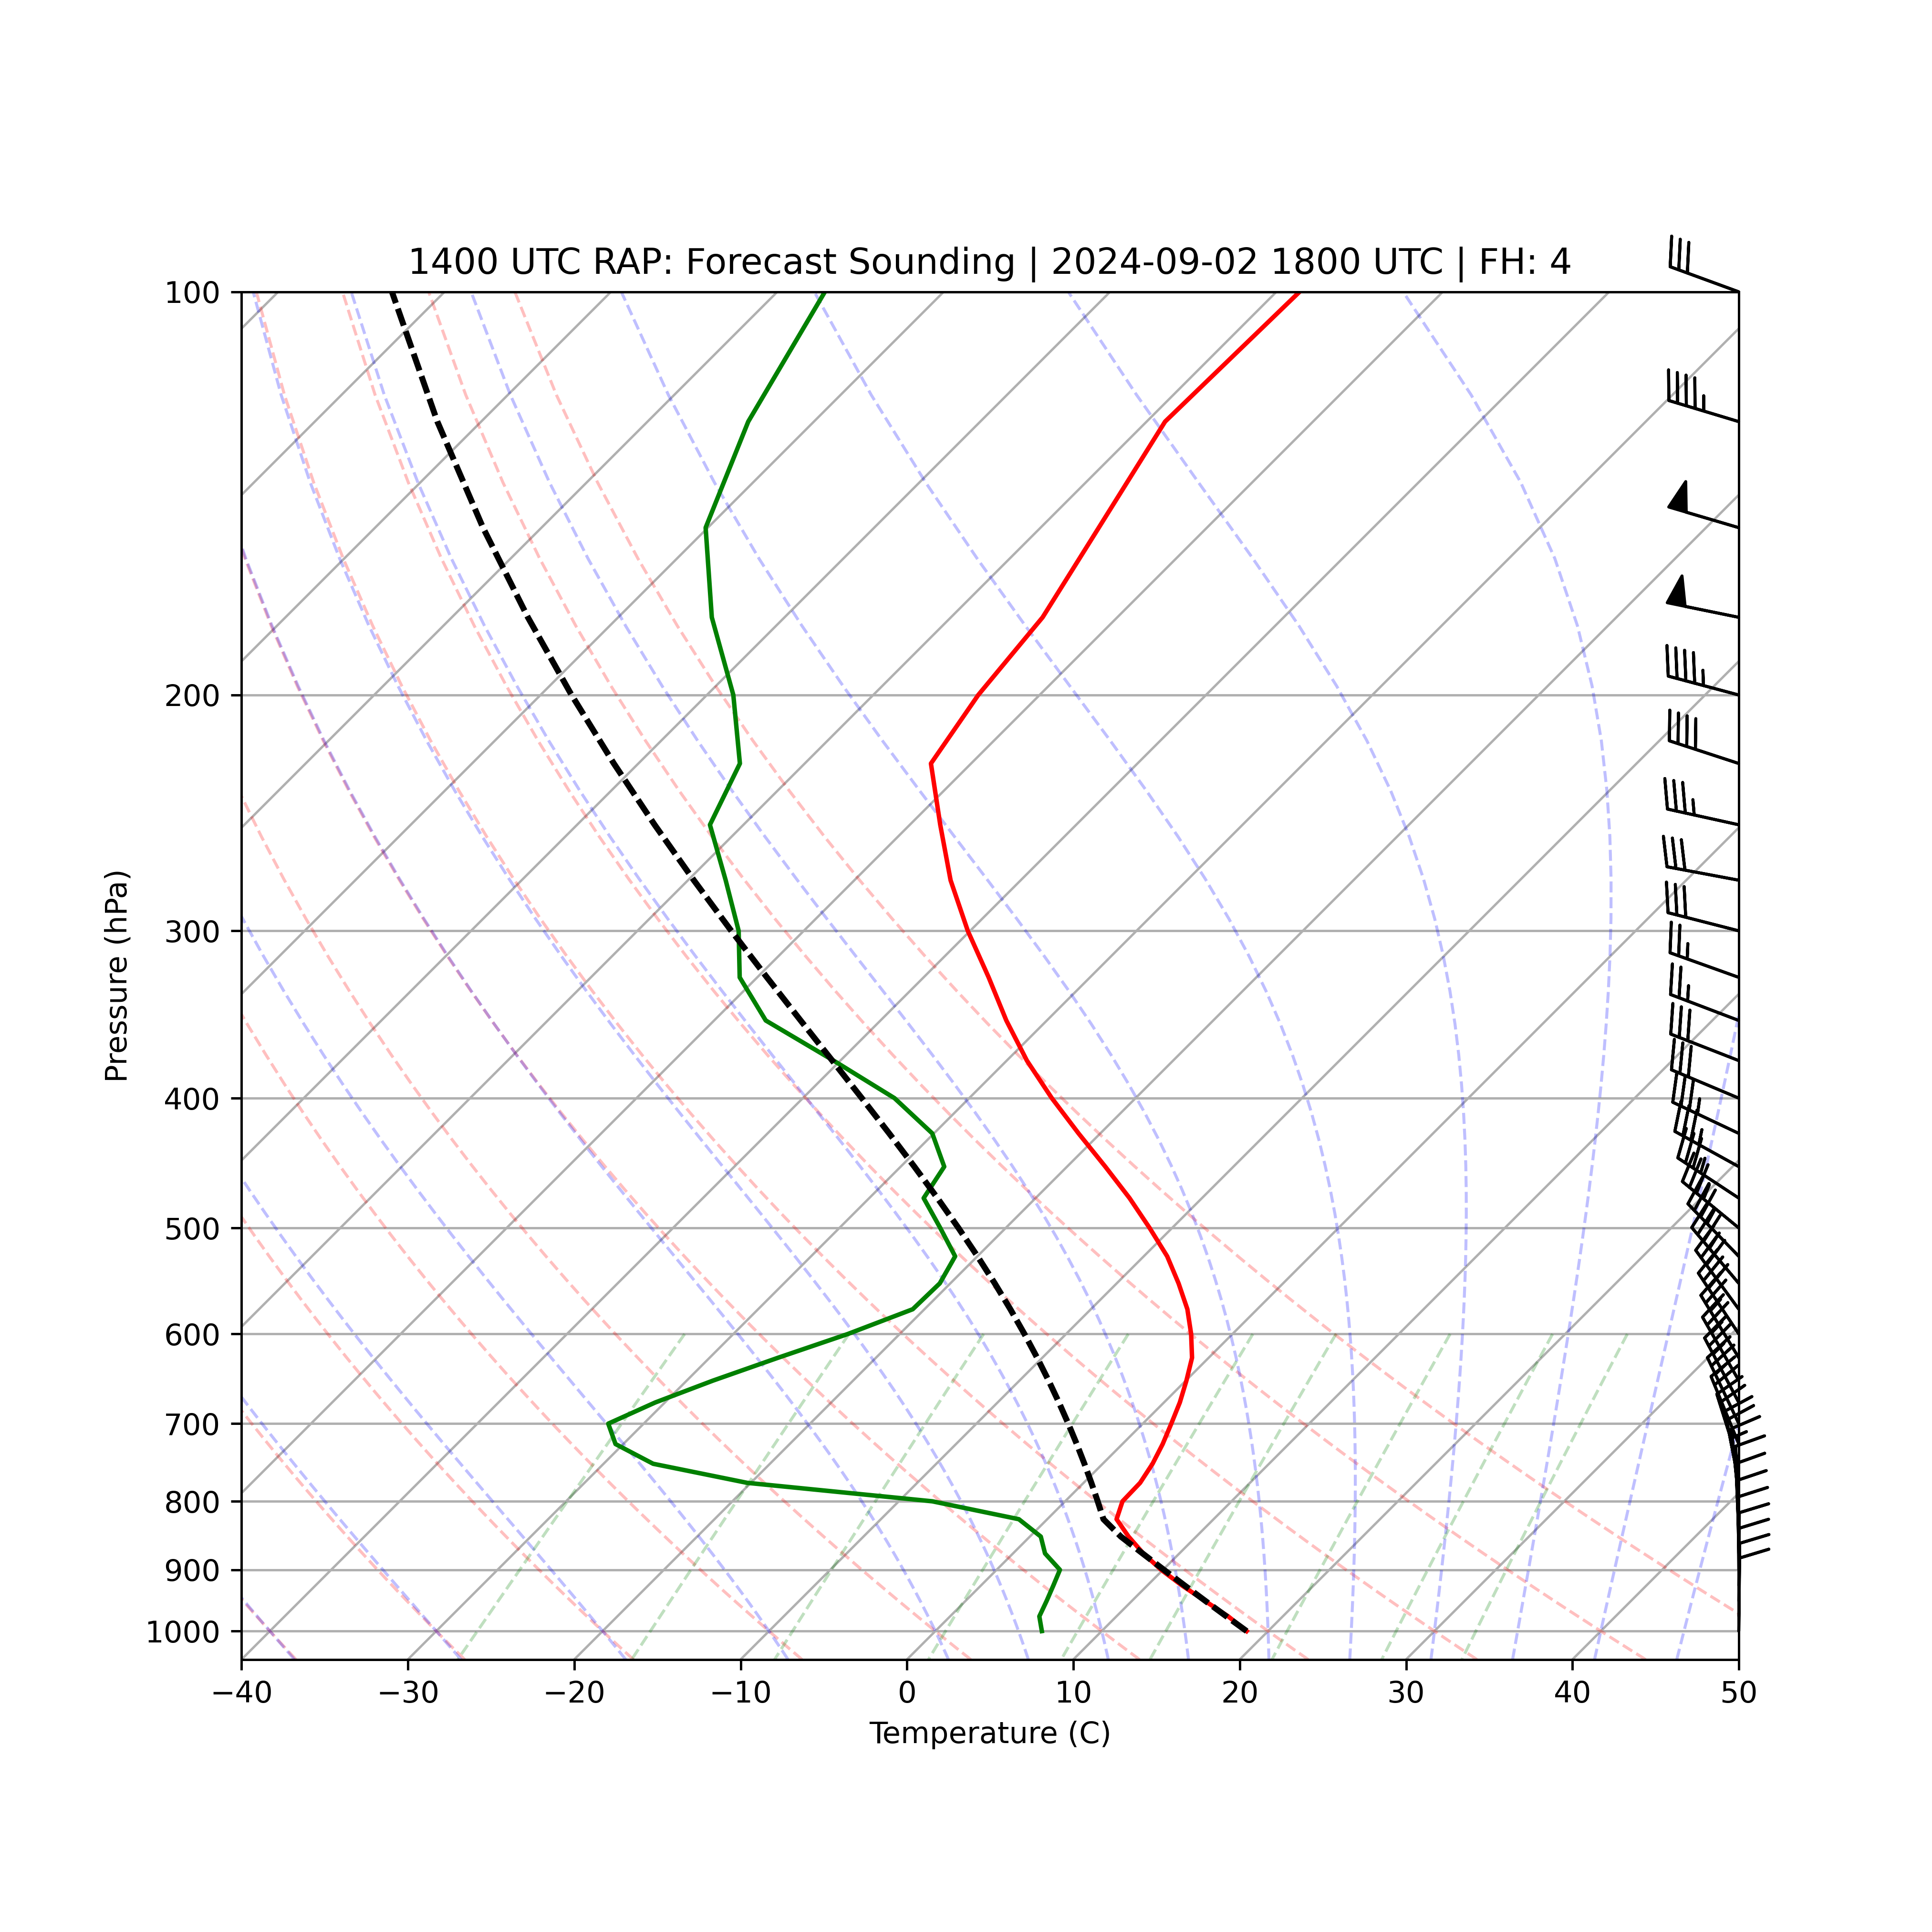 1400 UTC RAP: Forecast Sounding | 2024-09-02 1800 UTC | FH: 4
100
200
300
400
500
600
700
800
900
1000
Pressure (hPa)
−40 −30 −20 −10 0 10 20 30 40 50
Temperature (C)